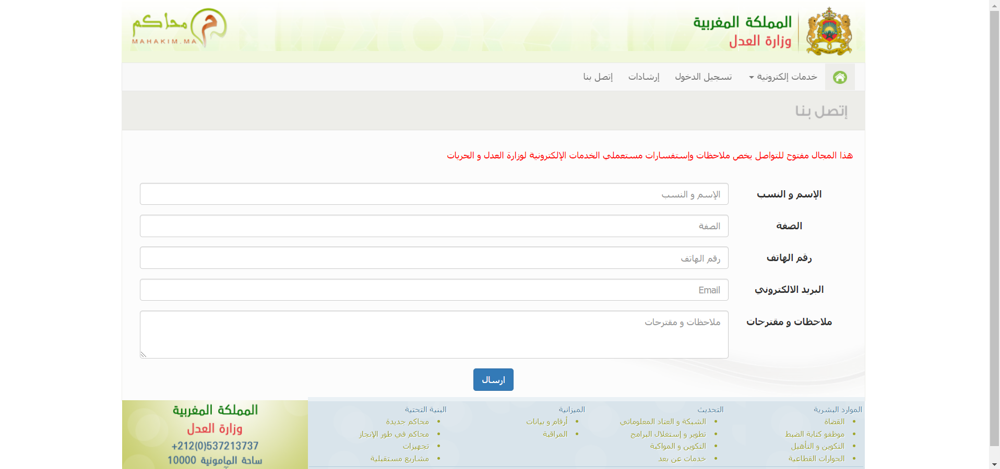 المملكة المغربية
وزارة العدل
محاكم
MAHAKIM.MA
خدمات إلكترونية
تسجيل الدخول
إرشادات
إتصل بنا
إتصل بنا
هذا المجال مفتوح للتواصل يخص ملاحظات وإستفسارات مستعملي الخدمات الإلكترونية لوزارة العدل و الحريات
الإسم و النسب
الإسم و النسب
الصفة
الصفة
رقم الهاتف
رقم الهاتف
البريد الالكتروني
Email
ملاحظات و مقترحات
ملاحظات و مقترحات
ارسال
الموارد البشرية
القضاة
موظفو كتابة الضبط
التكوين و التأهيل
الحوارات القطاعية
التحديث
الشبكة و العتاد المعلوماتي
تطوير و إستغلال البرامج
التكوين و المواكبة
خدمات عن بعد
الميزانية
أرقام و بيانات
المراقبة
البنية التحتية
محاكم جديدة
محاكم في طور الإنجاز
تجهيزات
مشاريع مستقبلية
المملكة المغربية
وزارة العدل
+212(0)537213737
ساحة المامونية 10000